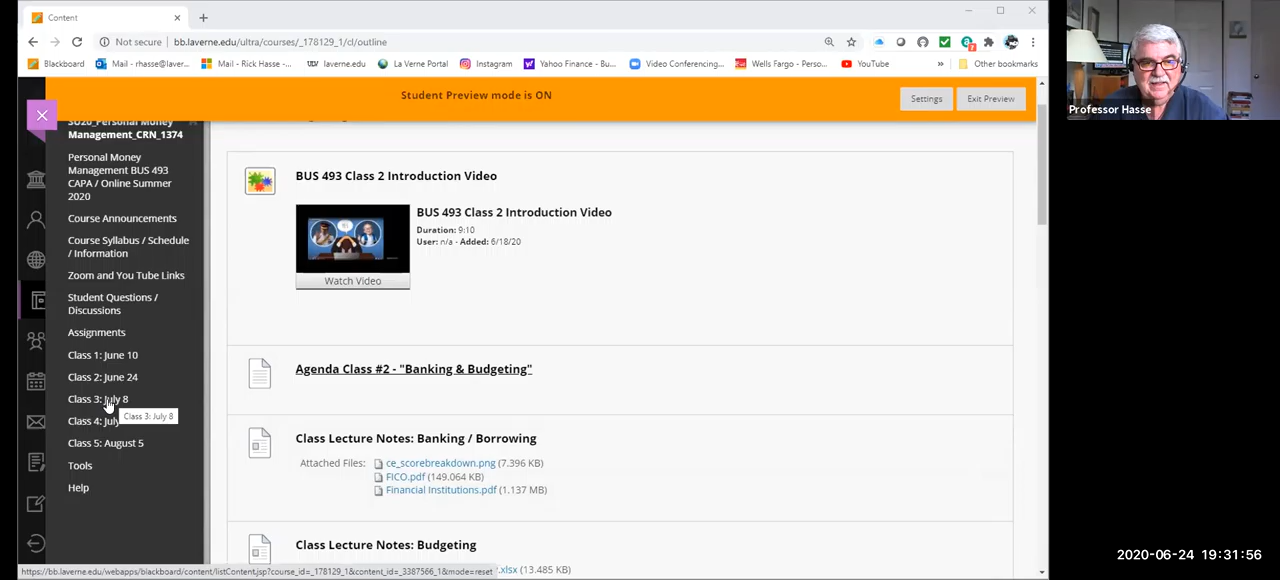 Content
Not secure | bb.laverne.edu/ultra/courses/_178129_1/cl/outline
Blackboard
Mail - rhasse@laver...
Mail - Rick Hasse -...
laverne.edu
La Verne Portal
Instagram
Yahoo Finance - Bu...
Video Conferencing...
Wells Fargo - Perso...
YouTube
»
Other bookmarks
Student Preview mode is ON
Settings
Exit Preview
Professor Hasse
SU20_Personal Money
Management_CRN_1374
Personal Money
Management BUS 493
CAPA / Online Summer
2020
Course Announcements
Course Syllabus / Schedule
/ Information
Zoom and You Tube Links
Student Questions /
Discussions
Assignments
Class 1: June 10
Class 2: June 24
Class 3: July 8
Class 3: July 8
Class 4: July
Class 5: August 5
Tools
Help
BUS 493 Class 2 Introduction Video
BUS 493 Class 2 Introduction Video
Duration: 9:10
User: n/a - Added: 6/18/20
Watch Video
Agenda Class #2 - "Banking & Budgeting"
Class Lecture Notes: Banking / Borrowing
Attached Files: ce_scorebreakdown.png (7.396 KB)
FICO.pdf (149.064 KB)
Financial Institutions.pdf (1.137 MB)
Class Lecture Notes: Budgeting
.xlsx (13.485 KB)
https://bb.laverne.edu/webapps/blackboard/content/listContent.jsp?course_id=_178129_1&content_id=_3387566_1&mode=reset
2020-06-24 19:31:56